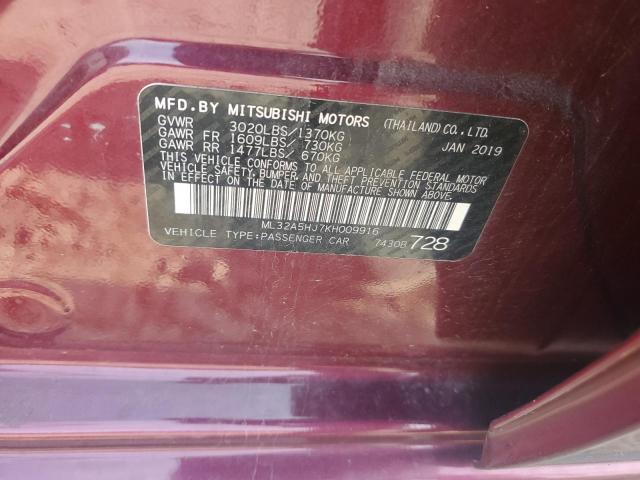 MFD. BY MITSUBISHI MOTORS (THAILAND) CO., LTD.
GVWR 3020LBS/1370KG JAN 2019
GAWR FR 1609LBS/ 730KG
GAWR RR 1477LBS/ 670KG
THIS VEHICLE CONFORMS TO ALL APPLICABLE FEDERAL MOTOR
VEHICLE SAFETY, BUMPER, AND THEFT PREVENTION STANDARDS
IN EFFECT ON THE DATE OF MANUFACTURE SHOWN ABOVE.
ML32A5HJ7KH009916
VEHICLE TYPE:PASSENGER CAR 7430B 728